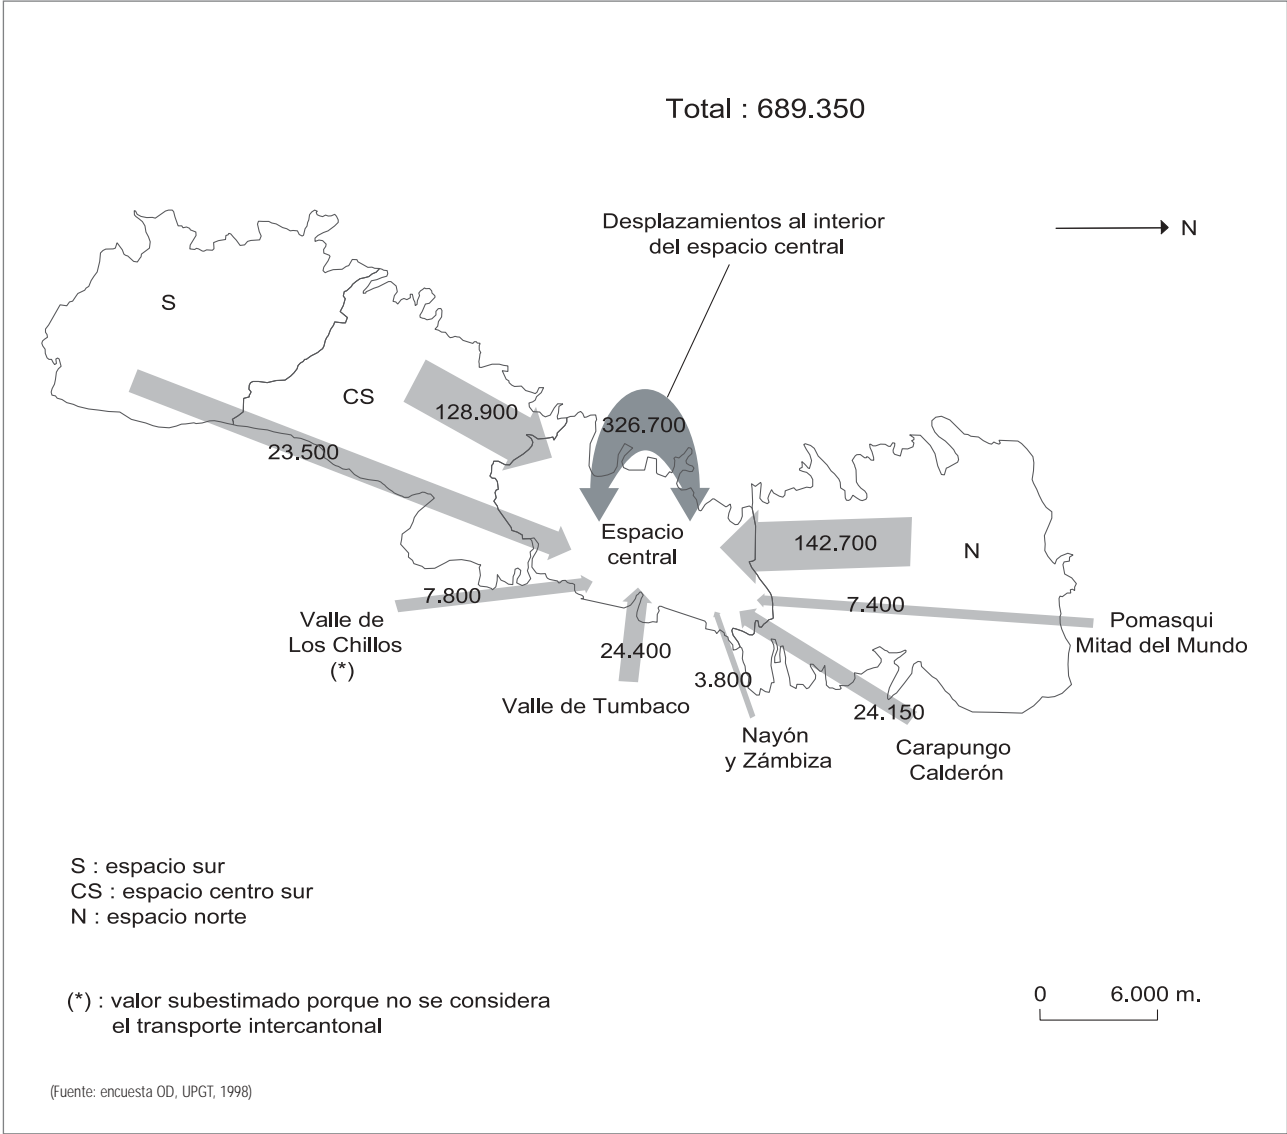 Total : 689.350
Desplazamientos al interior
del espacio central
N
S
CS
128.900
326.700
23.500
Espacio
central
142.700
N
7.800
7.400
Valle de
Los Chillos
(*)
Pomasqui
Mitad del Mundo
24.400
3.800
Valle de Tumbaco
24.150
Nayón
y Zámbiza
Carapungo
Calderón
S : espacio sur
CS : espacio centro sur
N : espacio norte
(*) : valor subestimado porque no se considera
el transporte intercantonal
0 6.000 m.
(Fuente: encuesta OD, UPGT, 1998)